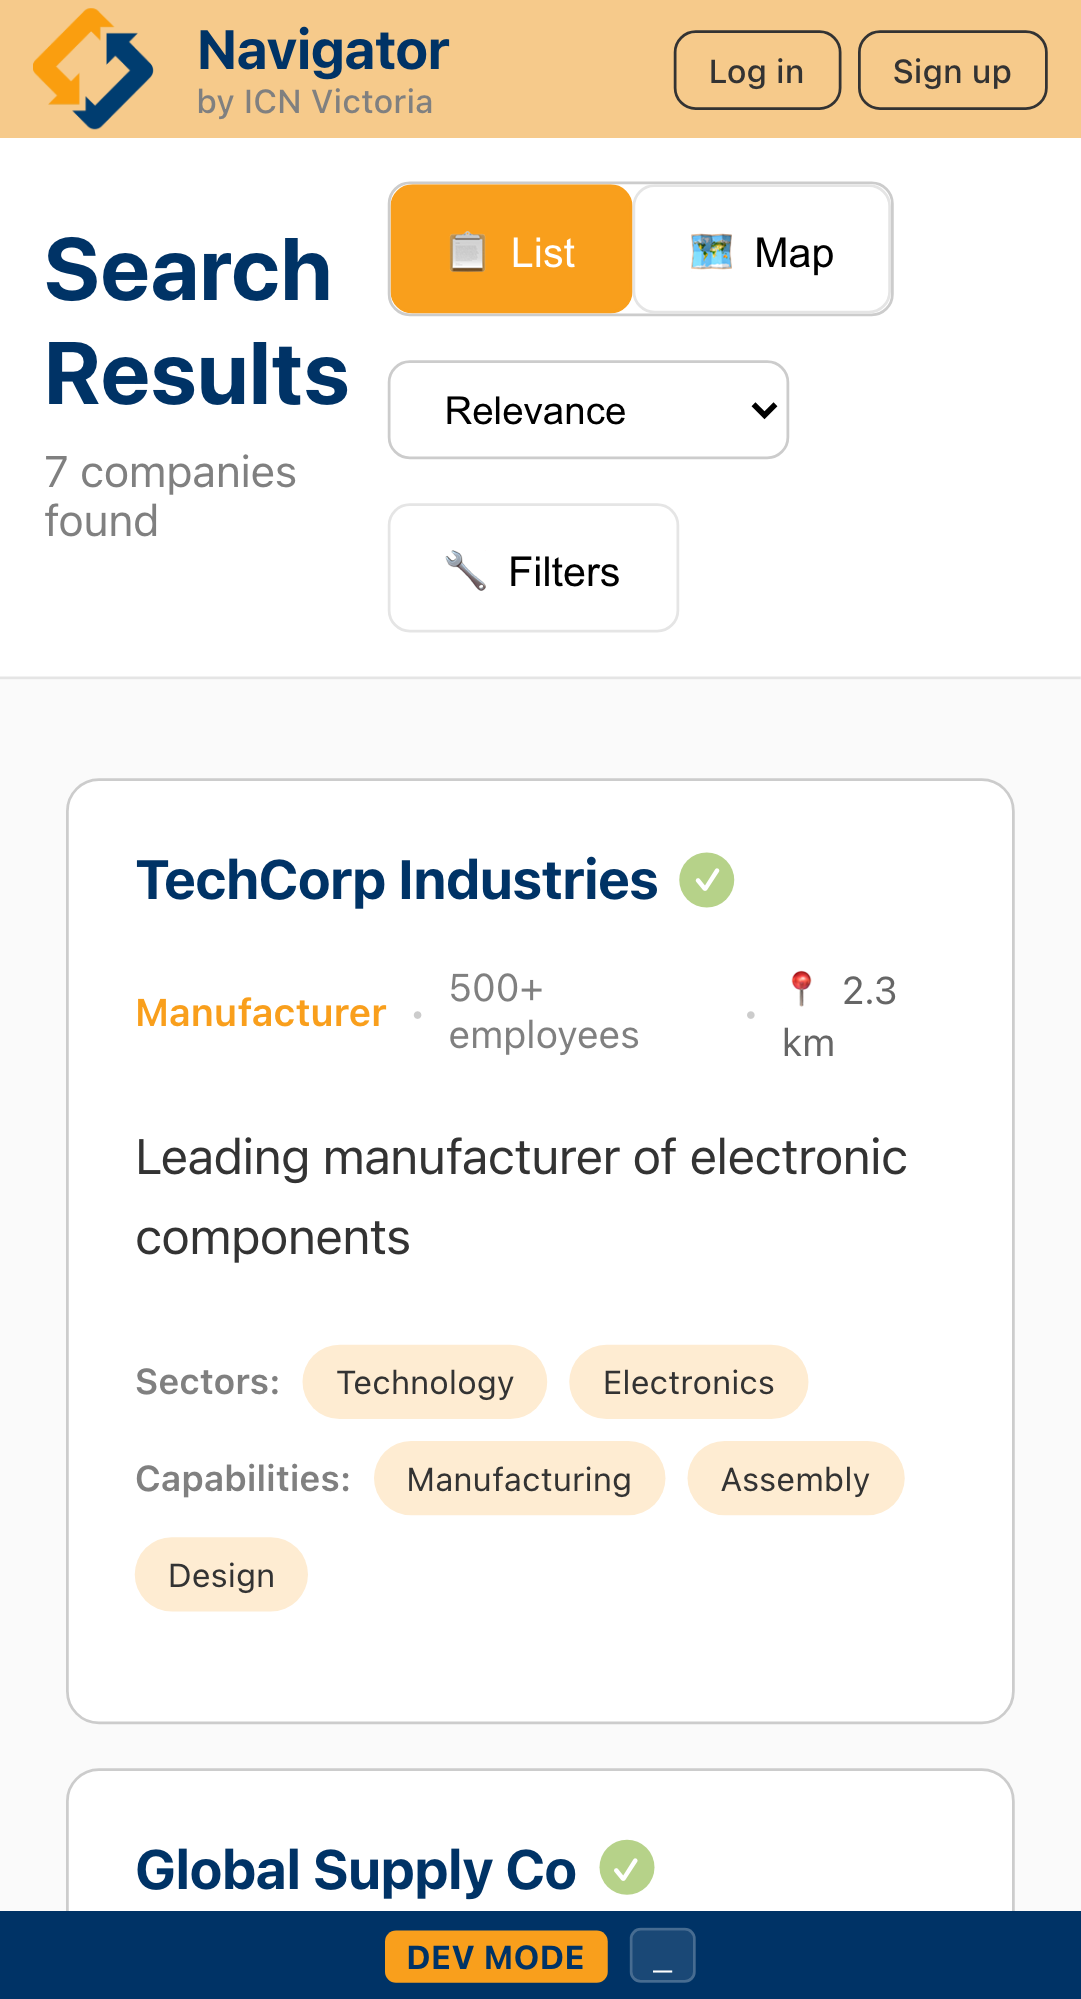 Navigator
by ICN Victoria
Log in
Sign up
Search
Results
7 companies
found
List
Map
Relevance
Filters
TechCorp Industries
Manufacturer
500+
employees
2.3
km
Leading manufacturer of electronic
components
Sectors: Technology Electronics
Capabilities: Manufacturing Assembly
Design
Global Supply Co
DEV MODE _